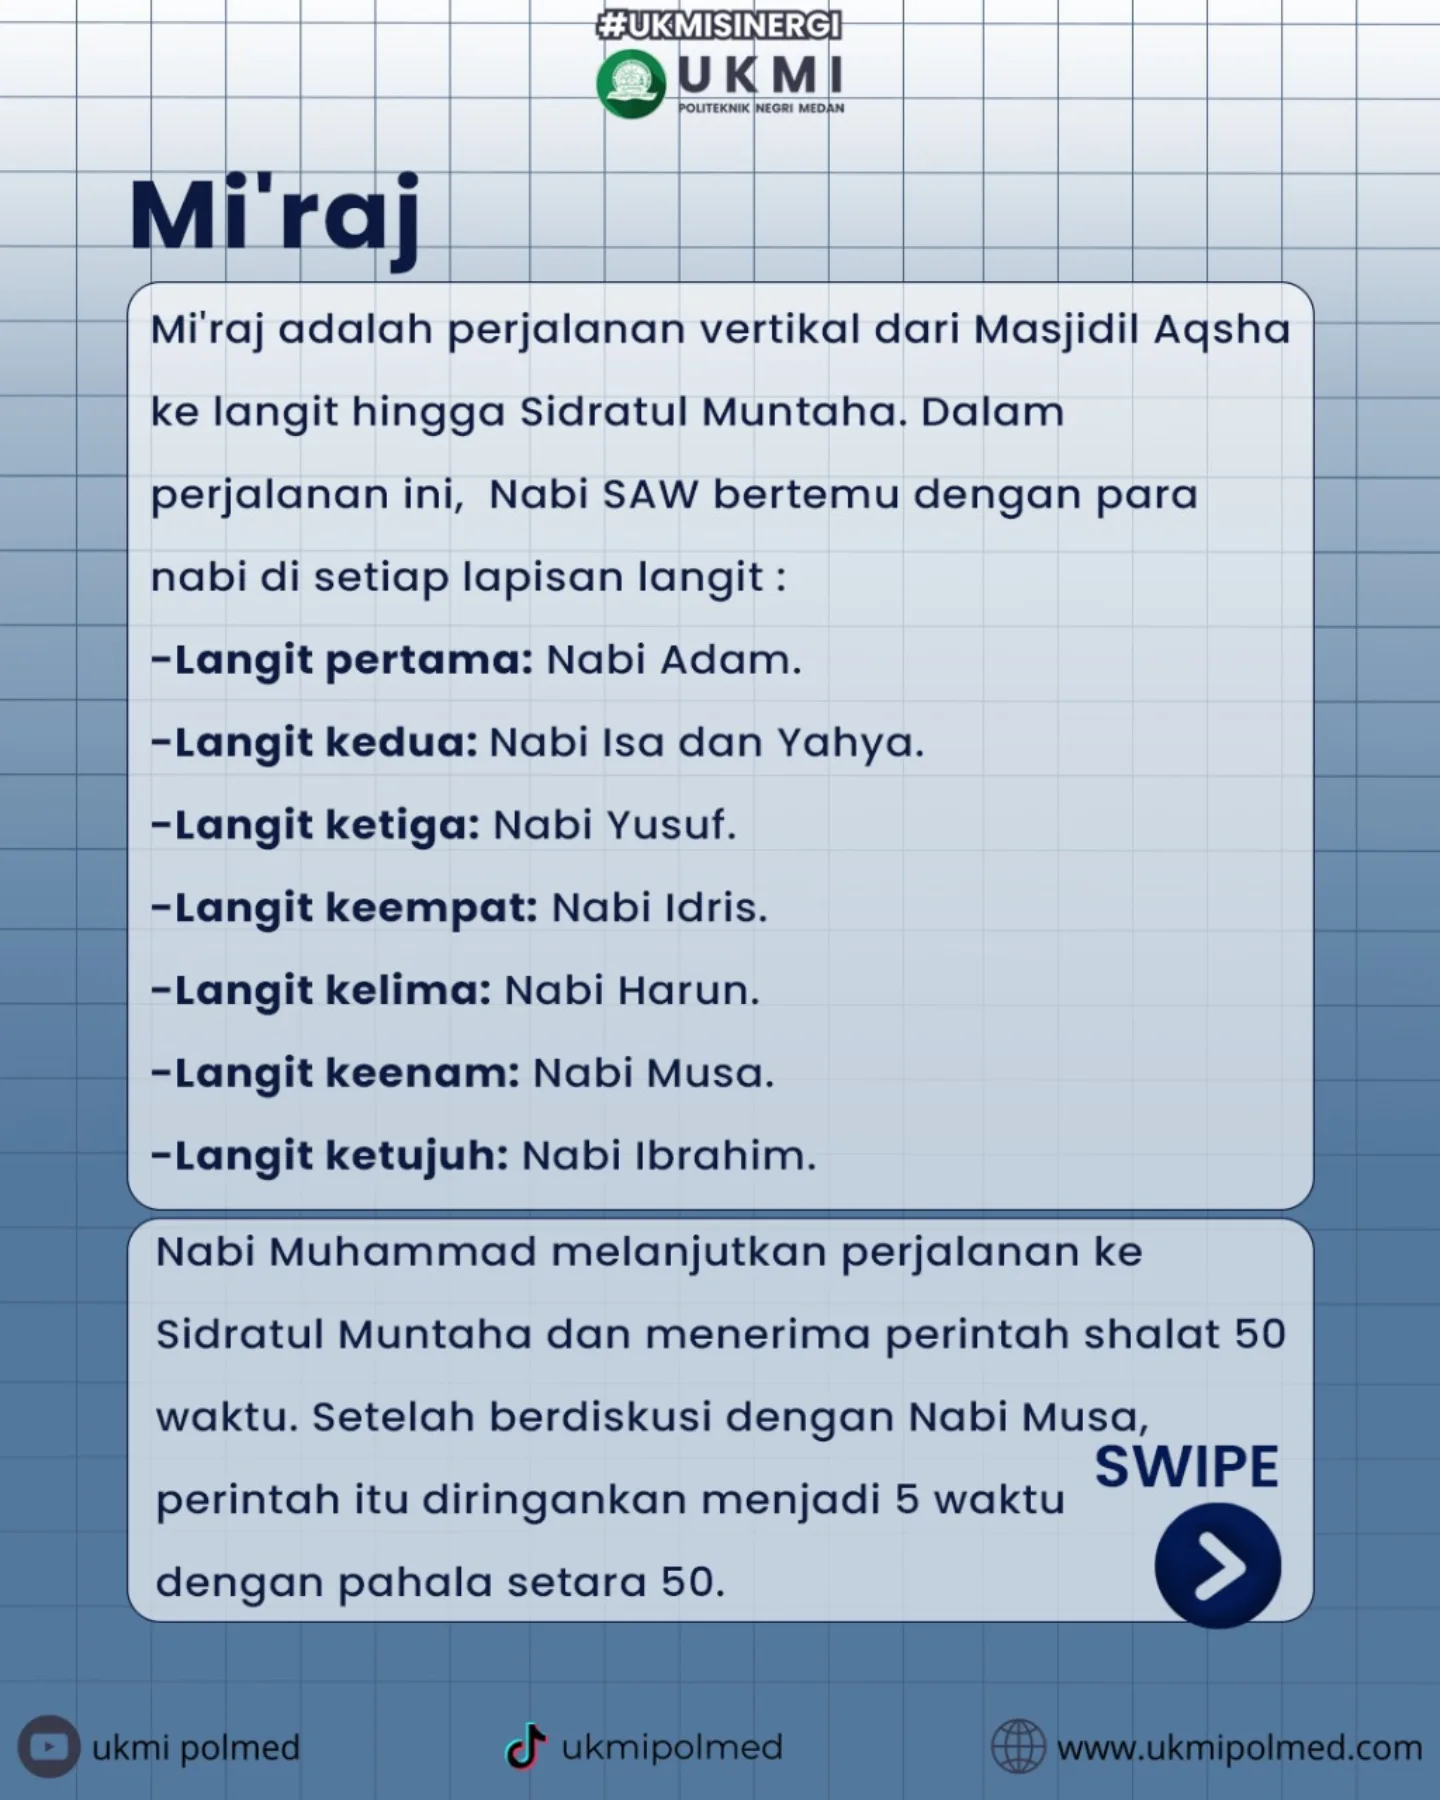 #UKMISINERGI
UKMI
POLITEKNIK NEGRI MEDAN
Mi'raj
Mi'raj adalah perjalanan vertikal dari Masjidil Aqsha
ke langit hingga Sidratul Muntaha. Dalam
perjalanan ini,  Nabi SAW bertemu dengan para
nabi di setiap lapisan langit :
-Langit pertama: Nabi Adam.
-Langit kedua: Nabi Isa dan Yahya.
-Langit ketiga: Nabi Yusuf.
-Langit keempat: Nabi Idris.
-Langit kelima: Nabi Harun.
-Langit keenam: Nabi Musa.
-Langit ketujuh: Nabi Ibrahim.
Nabi Muhammad melanjutkan perjalanan ke
Sidratul Muntaha dan menerima perintah shalat 50
waktu. Setelah berdiskusi dengan Nabi Musa,
perintah itu diringankan menjadi 5 waktu
dengan pahala setara 50.
SWIPE
ukmi polmed
ukmipolmed
www.ukmipolmed.com